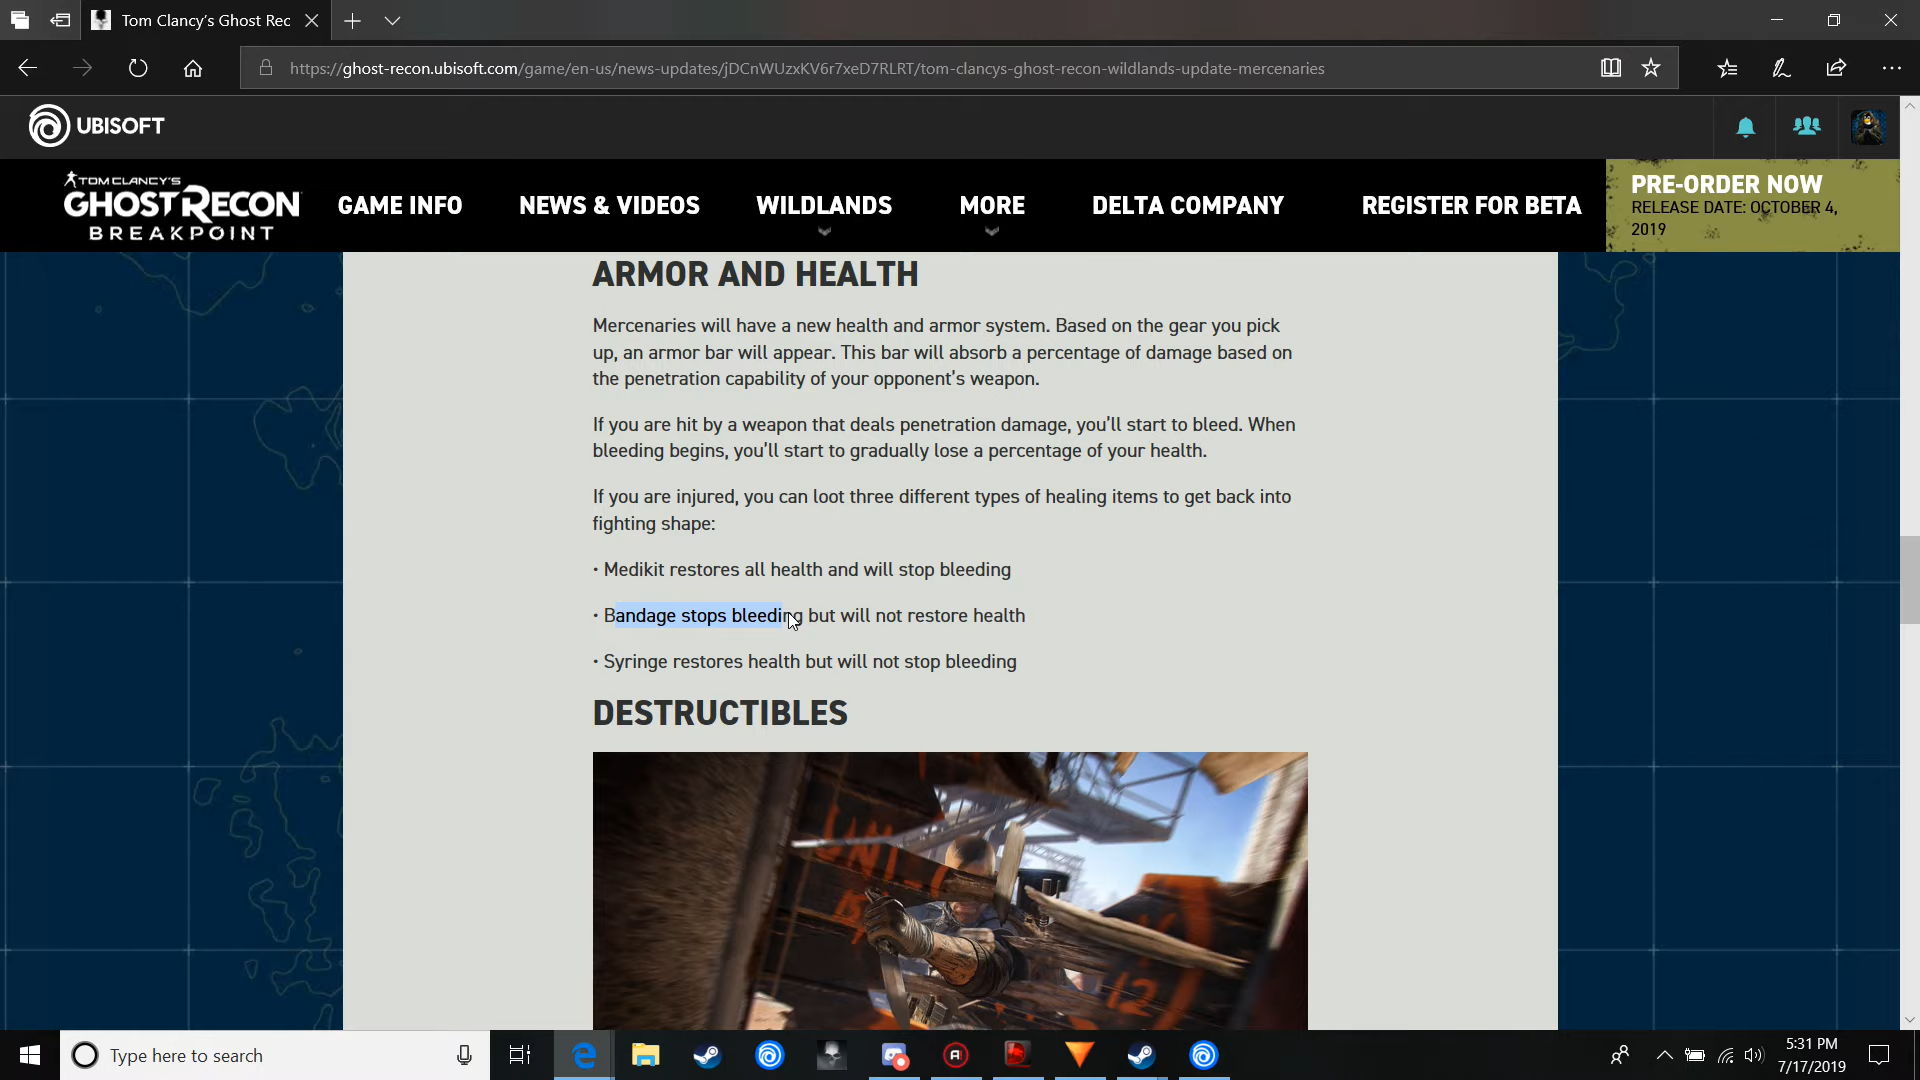 Tom Clancy's Ghost Rec
https://ghost-recon.ubisoft.com/game/en-us/news-updates/jDCnWUzxKV6r7xeD7RLRT/tom-clancys-ghost-recon-wildlands-update-mercenaries
UBISOFT
TOM CLANCY'S
GHOST RECON
BREAKPOINT
GAME INFO
NEWS & VIDEOS
WILDLANDS
MORE
DELTA COMPANY
REGISTER FOR BETA
PRE-ORDER NOW
RELEASE DATE: OCTOBER 4,
2019
ARMOR AND HEALTH
Mercenaries will have a new health and armor system. Based on the gear you pick
up, an armor bar will appear. This bar will absorb a percentage of damage based on
the penetration capability of your opponent's weapon.
If you are hit by a weapon that deals penetration damage, you'll start to bleed. When
bleeding begins, you'll start to gradually lose a percentage of your health.
If you are injured, you can loot three different types of healing items to get back into
fighting shape:
· Medikit restores all health and will stop bleeding
· Bandage stops bleeding but will not restore health
· Syringe restores health but will not stop bleeding
DESTRUCTIBLES
Type here to search
5:31 PM
7/17/2019